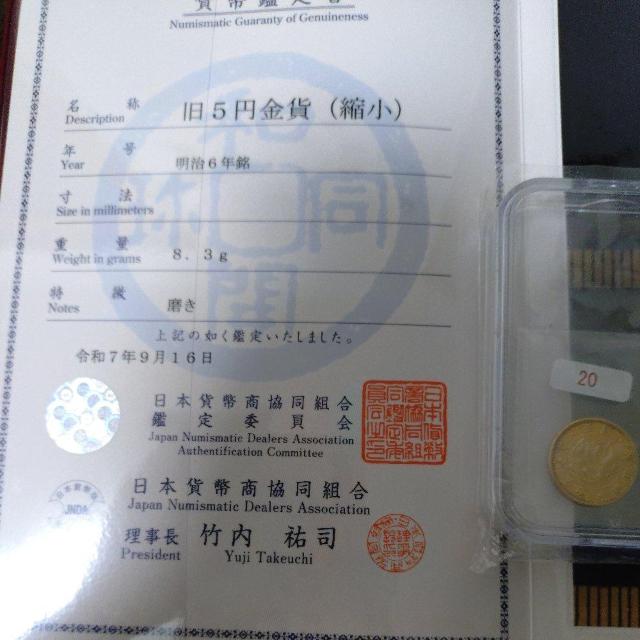 貨幣鑑定書
Numismatic Guaranty of Genuineness
名 称 旧5円金貨(縮小)
Description
年 号 明治6年銘
Year
寸 法
Size in millimeters
重 量 8.3g
Weight in grams
特 徴 磨き
Notes
上記の如く鑑定いたしました。
令和7年9月16日
日本貨幣商協同組合
鑑定委員会
Japan Numismatic Dealers Association
Authentification Committee
日本貨幣商協同組合
Japan Numismatic Dealers Association
理事長 竹内 祐司
President Yuji Takeuchi
JNDA
20